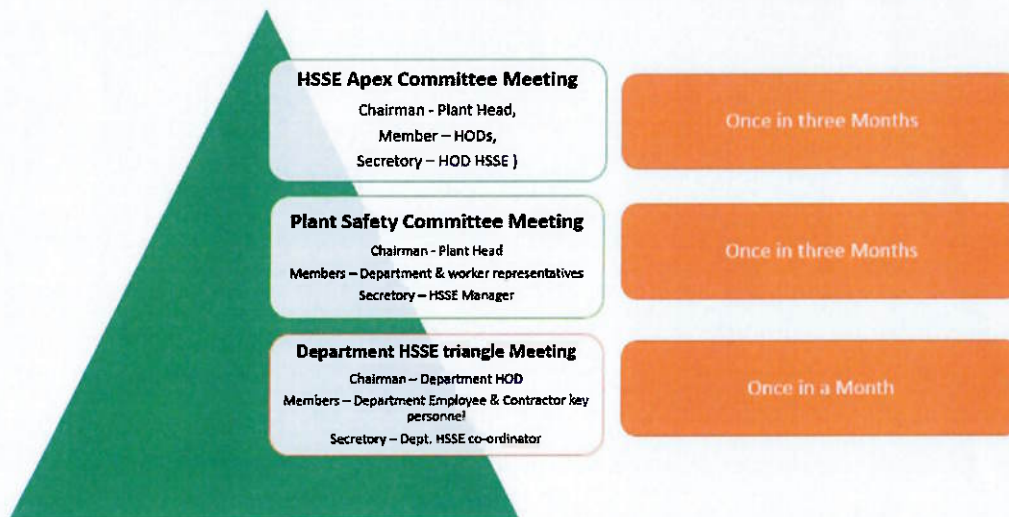 HSSE Apex Committee Meeting
Chairman - Plant Head,
Member – HODs,
Secretory – HOD HSSE )
Once in three Months
Plant Safety Committee Meeting
Chairman - Plant Head
Members – Department & worker representatives
Secretory – HSSE Manager
Once in three Months
Department HSSE triangle Meeting
Chairman – Department HOD
Members – Department Employee & Contractor key
personnel
Secretory – Dept. HSSE co-ordinator
Once in a Month